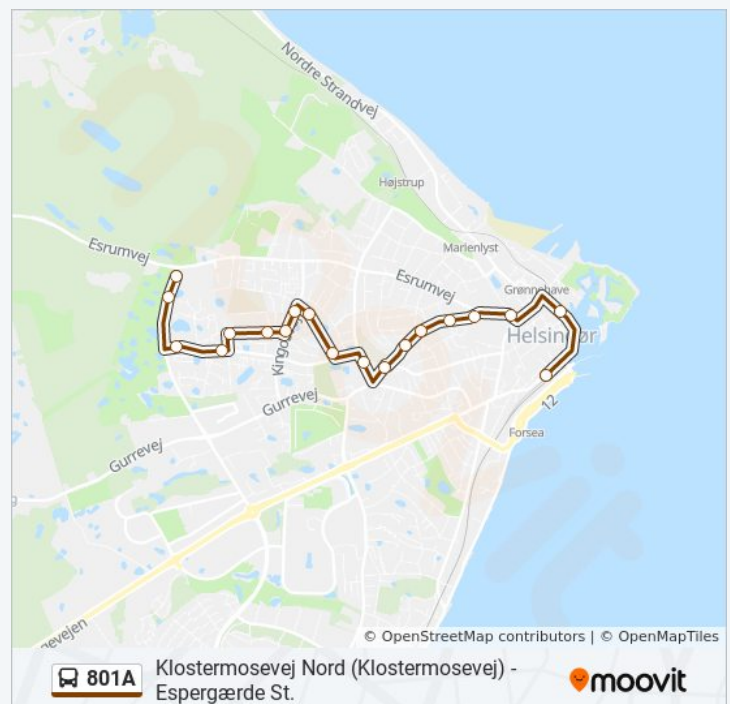 Nordre Strandvej
Højstrup
Marienlyst
Esrumvej
Esrumvej
Grønnehave
Helsingør
Gurrevej
12
Forsea
Gurrevej
© OpenStreetMap contributors | © OpenMapTiles
801A
Klostermosevej Nord (Klostermosevej) -
Espergærde St.
moovit